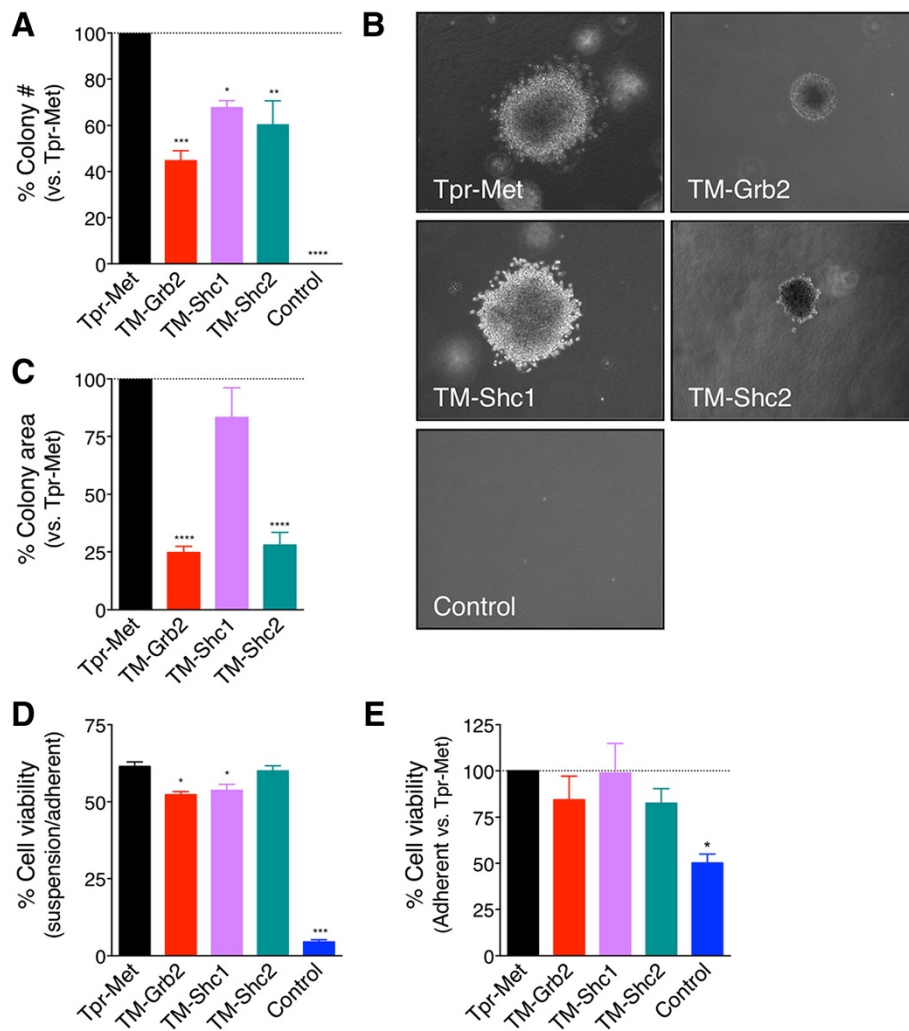 A
% Colony #
(vs. Tpr-Met)
100
80
60
40
20
0
***
*
**
****
Tpr-Met
TM-Grb2
TM-Shc1
TM-Shc2
Control
B
Tpr-Met
TM-Grb2
TM-Shc1
TM-Shc2
Control
C
% Colony area
(vs. Tpr-Met)
100
75
50
25
0
****
****
Tpr-Met
TM-Grb2
TM-Shc1
TM-Shc2
D
% Cell viability
(suspension/adherent)
75
50
25
0
*
*
***
Tpr-Met
TM-Grb2
TM-Shc1
TM-Shc2
Control
E
% Cell viability
(Adherent vs. Tpr-Met)
125
100
75
50
25
0
*
Tpr-Met
TM-Grb2
TM-Shc1
TM-Shc2
Control